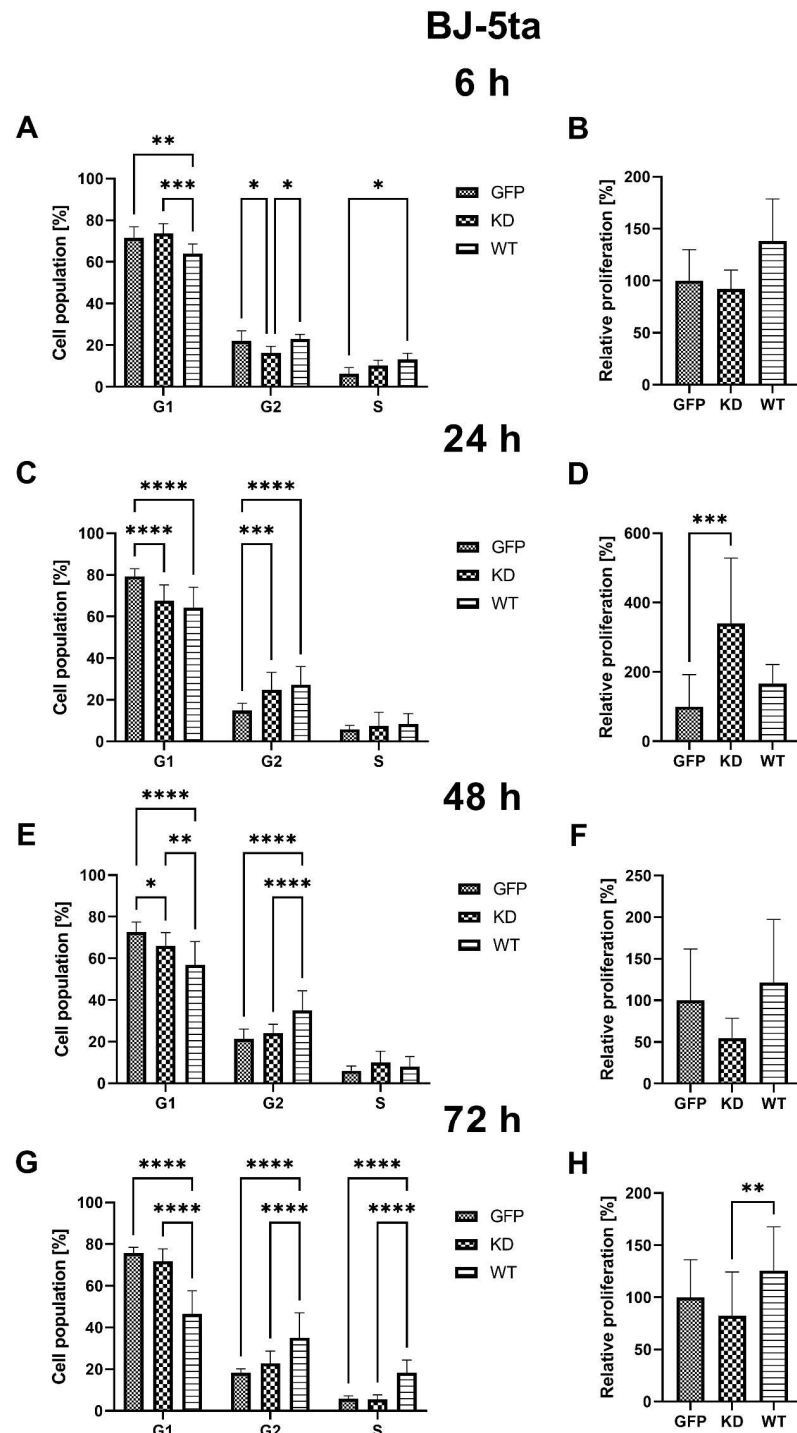 BJ-5ta
6 h
A
B
** *** * * *
Cell population [%]
100
80
60
40
20
0
G1 G2 S
GFP
KD
WT
Relative proliferation [%]
200
150
100
50
0
GFP KD WT
24 h
C
D
**** **** *** ****
Cell population [%]
100
80
60
40
20
0
G1 G2 S
GFP
KD
WT
***
Relative proliferation [%]
600
400
200
0
GFP KD WT
48 h
E
F
**** ** * **** ****
Cell population [%]
100
80
60
40
20
0
G1 G2 S
GFP
KD
WT
Relative proliferation [%]
250
200
150
100
50
0
GFP KD WT
72 h
G
H
**** **** **** **** **** ****
Cell population [%]
100
80
60
40
20
0
G1 G2 S
GFP
KD
WT
**
Relative proliferation [%]
200
150
100
50
0
GFP KD WT